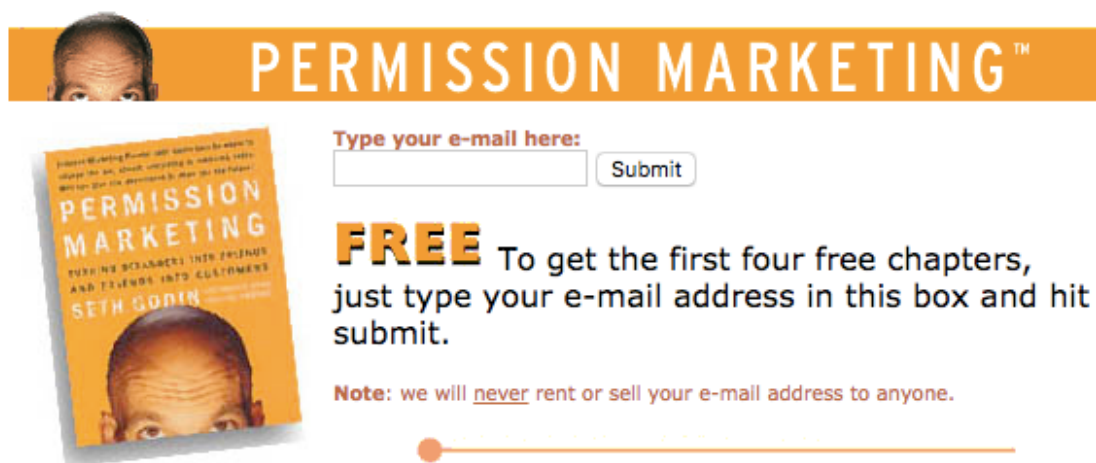 PERMISSION MARKETING™
Type your e-mail here:
Submit
PERMISSION
MARKETING
TURNING STRANGERS INTO FRIENDS
AND FRIENDS INTO CUSTOMERS
SETH GODIN
FREE To get the first four free chapters,
just type your e-mail address in this box and hit
submit.
Note: we will never rent or sell your e-mail address to anyone.